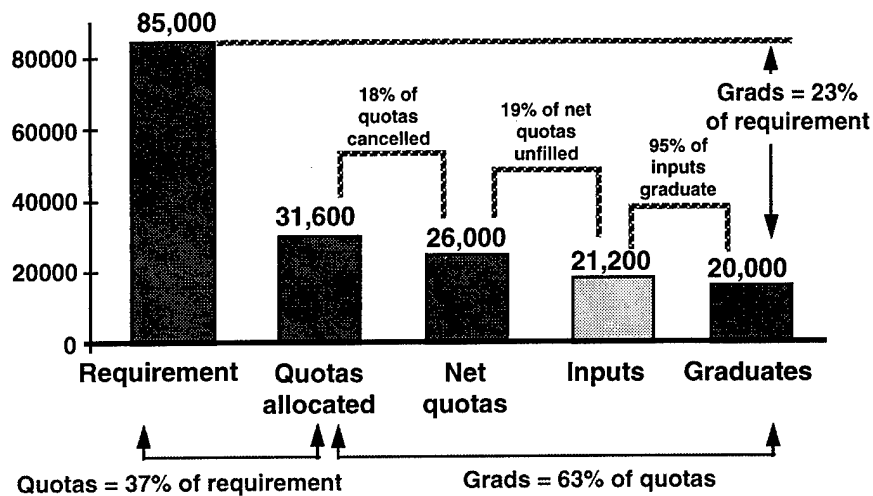 85,000
80000
60000
40000
20000
0
18% of
quotas
cancelled
19% of net
quotas
unfilled
95% of
inputs
graduate
Grads = 23%
of requirement
31,600
26,000
21,200
20,000
Requirement
Quotas
allocated
Net
quotas
Inputs
Graduates
Quotas = 37% of requirement
Grads = 63% of quotas